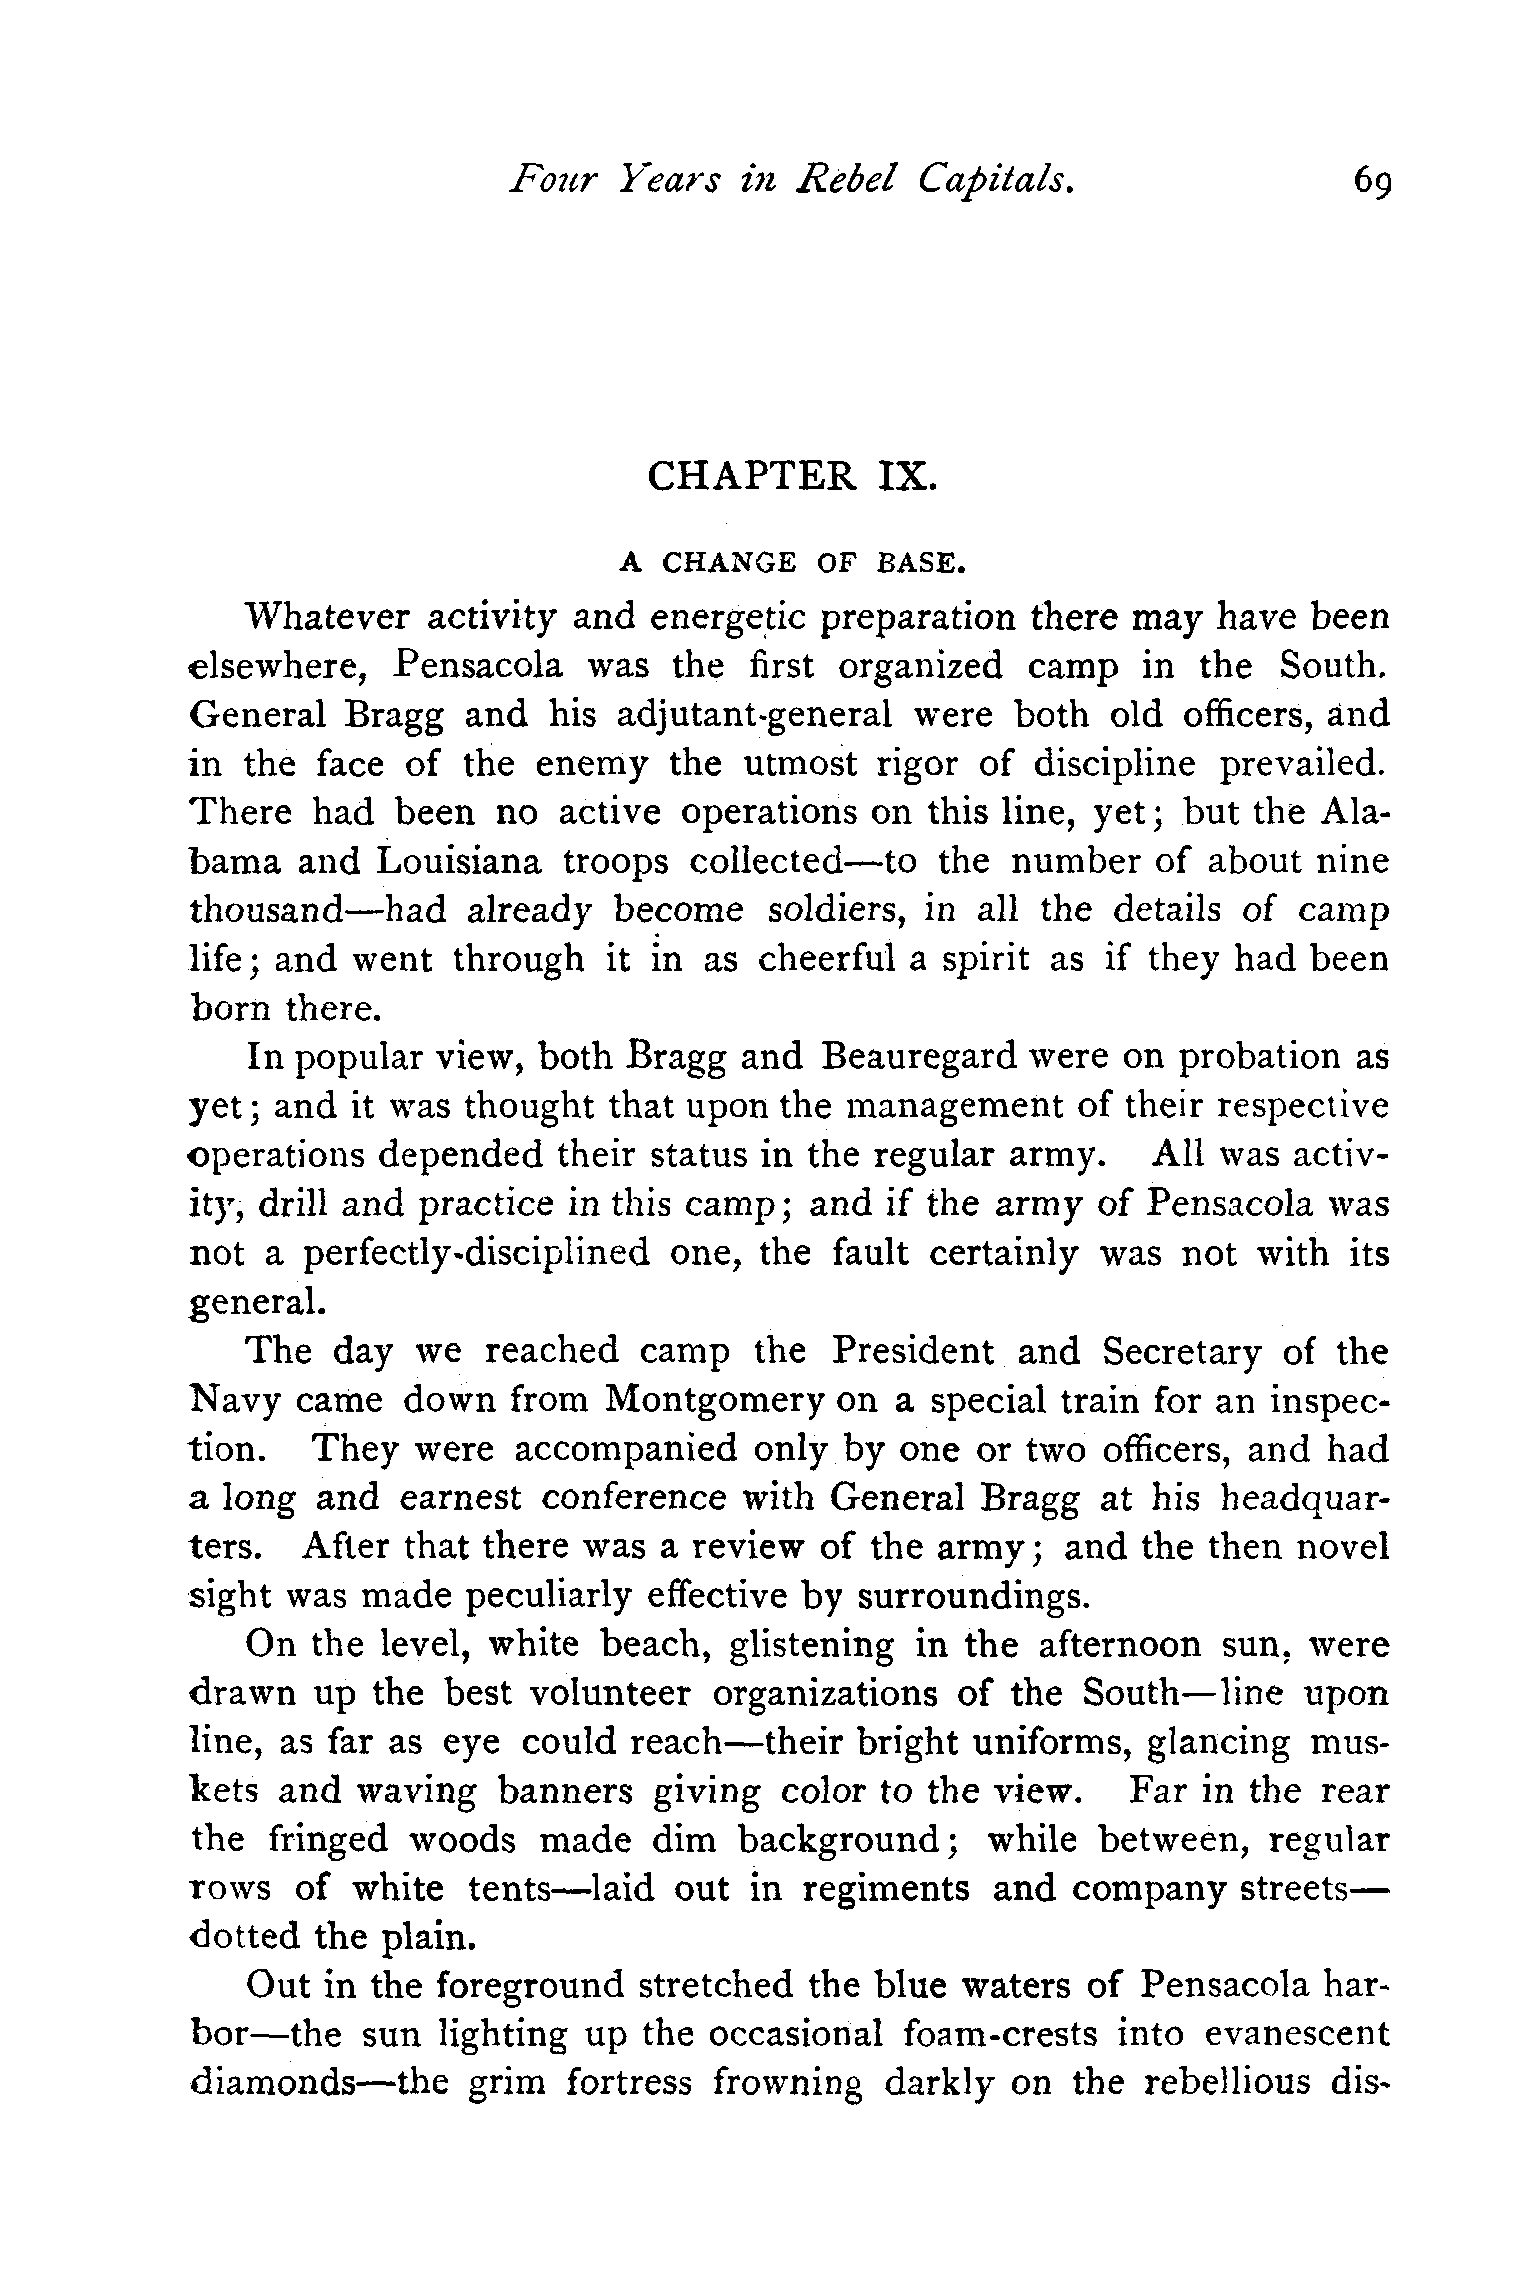 Four Years in Rebel Capitals. 69
CHAPTER IX.
A CHANGE OF BASE.
Whatever activity and energetic preparation there may have been
elsewhere, Pensacola was the first organized camp in the South.
General Bragg and his adjutant-general were both old officers, and
in the face of the enemy the utmost rigor of discipline prevailed.
There had been no active operations on this line, yet; but the Ala-
bama and Louisiana troops collected—to the number of about nine
thousand—had already become soldiers, in all the details of camp
life; and went through it in as cheerful a spirit as if they had been
born there.
In popular view, both Bragg and Beauregard were on probation as
yet; and it was thought that upon the management of their respective
operations depended their status in the regular army. All was activ-
ity, drill and practice in this camp; and if the army of Pensacola was
not a perfectly-disciplined one, the fault certainly was not with its
general.
The day we reached camp the President and Secretary of the
Navy came down from Montgomery on a special train for an inspec-
tion. They were accompanied only by one or two officers, and had
a long and earnest conference with General Bragg at his headquar-
ters. After that there was a review of the army; and the then novel
sight was made peculiarly effective by surroundings.
On the level, white beach, glistening in the afternoon sun, were
drawn up the best volunteer organizations of the South—line upon
line, as far as eye could reach—their bright uniforms, glancing mus-
kets and waving banners giving color to the view. Far in the rear
the fringed woods made dim background; while between, regular
rows of white tents—laid out in regiments and company streets—
dotted the plain.
Out in the foreground stretched the blue waters of Pensacola har-
bor—the sun lighting up the occasional foam-crests into evanescent
diamonds—the grim fortress frowning darkly on the rebellious dis-